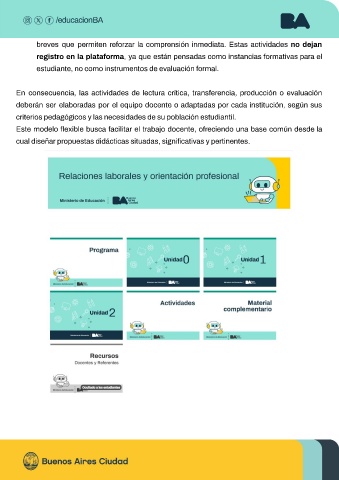 /educacionBA
BA
breves que permiten reforzar la comprensión inmediata. Estas actividades no dejan
registro en la plataforma, ya que están pensadas como instancias formativas para el
estudiante, no como instrumentos de evaluación formal.
En consecuencia, las actividades de lectura crítica, transferencia, producción o evaluación
deberán ser elaboradas por el equipo docente o adaptadas por cada institución, según sus
criterios pedagógicos y las necesidades de su población estudiantil.
Este modelo flexible busca facilitar el trabajo docente, ofreciendo una base común desde la
cual diseñar propuestas didácticas situadas, significativas y pertinentes.
Relaciones laborales y orientación profesional
Ministerio de Educación
BA
Programa
Unidad 0
Unidad 1
Unidad 2
Actividades
Material
complementario
Recursos
Docentes y Referentes
Buenos Aires Ciudad